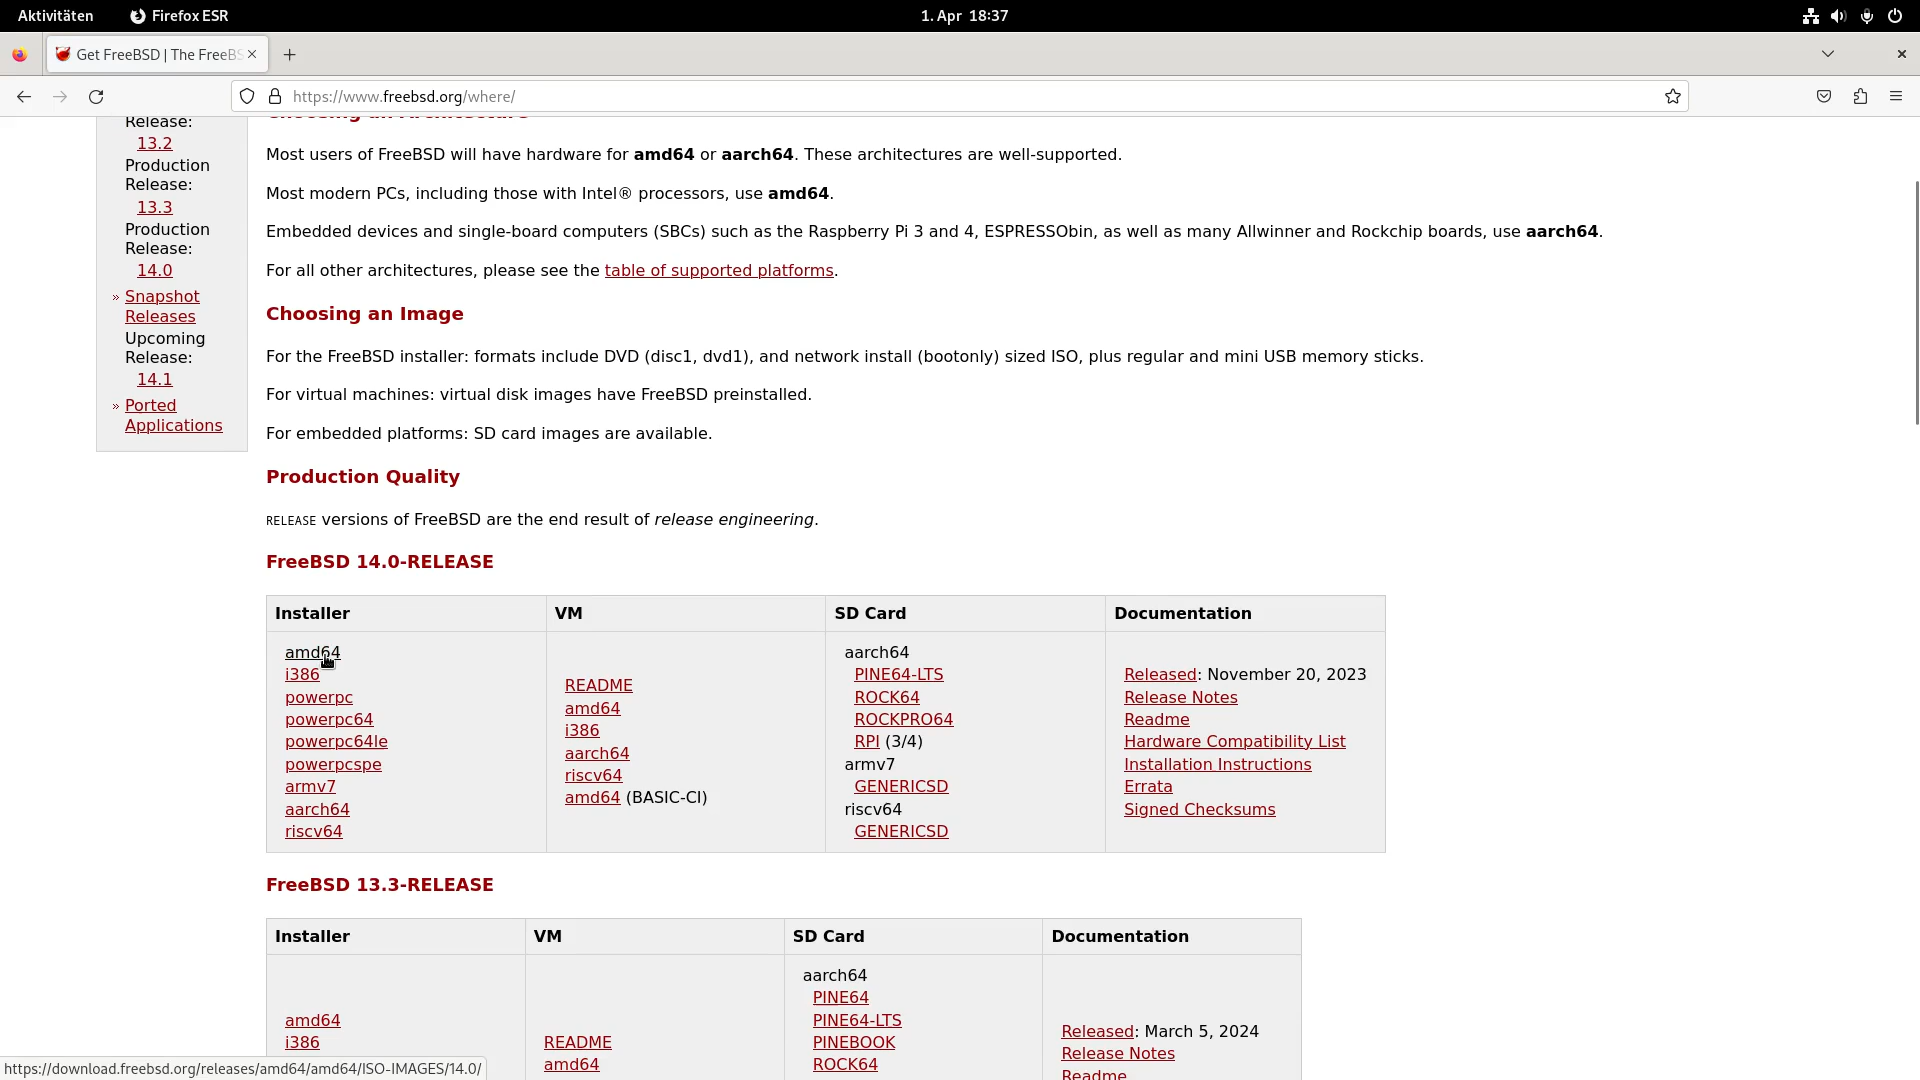 Aktivitäten Firefox ESR 1. Apr 18:37
Get FreeBSD | The FreeBS
https://www.freebsd.org/where/
Release:
13.2
Production
Release:
13.3
Production
Release:
14.0
» Snapshot
Releases
Upcoming
Release:
14.1
» Ported
Applications
Choosing an Architecture
Most users of FreeBSD will have hardware for amd64 or aarch64. These architectures are well-supported.
Most modern PCs, including those with Intel® processors, use amd64.
Embedded devices and single-board computers (SBCs) such as the Raspberry Pi 3 and 4, ESPRESSObin, as well as many Allwinner and Rockchip boards, use aarch64.
For all other architectures, please see the table of supported platforms.
Choosing an Image
For the FreeBSD installer: formats include DVD (disc1, dvd1), and network install (bootonly) sized ISO, plus regular and mini USB memory sticks.
For virtual machines: virtual disk images have FreeBSD preinstalled.
For embedded platforms: SD card images are available.
Production Quality
RELEASE versions of FreeBSD are the end result of release engineering.
FreeBSD 14.0-RELEASE
Installer VM SD Card Documentation
amd64
i386
powerpc
powerpc64
powerpc64le
powerpcspe
armv7
aarch64
riscv64
README
amd64
i386
aarch64
riscv64
amd64 (BASIC-CI)
aarch64
PINE64-LTS
ROCK64
ROCKPRO64
RPI (3/4)
armv7
GENERICSD
riscv64
GENERICSD
Released: November 20, 2023
Release Notes
Readme
Hardware Compatibility List
Installation Instructions
Errata
Signed Checksums
FreeBSD 13.3-RELEASE
Installer VM SD Card Documentation
amd64
i386
README
amd64
aarch64
PINE64
PINE64-LTS
PINEBOOK
ROCK64
Released: March 5, 2024
Release Notes
Readme
https://download.freebsd.org/releases/amd64/amd64/ISO-IMAGES/14.0/